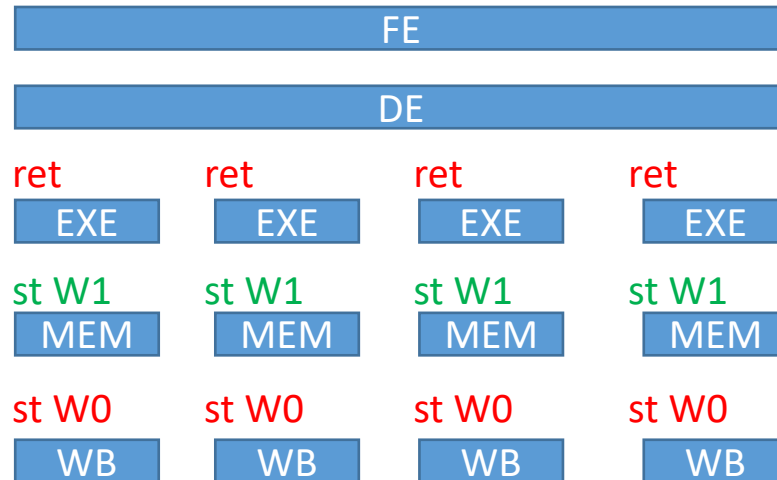 FE
DE
ret ret ret ret
EXE EXE EXE EXE
st W1 st W1 st W1 st W1
MEM MEM MEM MEM
st W0 st W0 st W0 st W0
WB WB WB WB